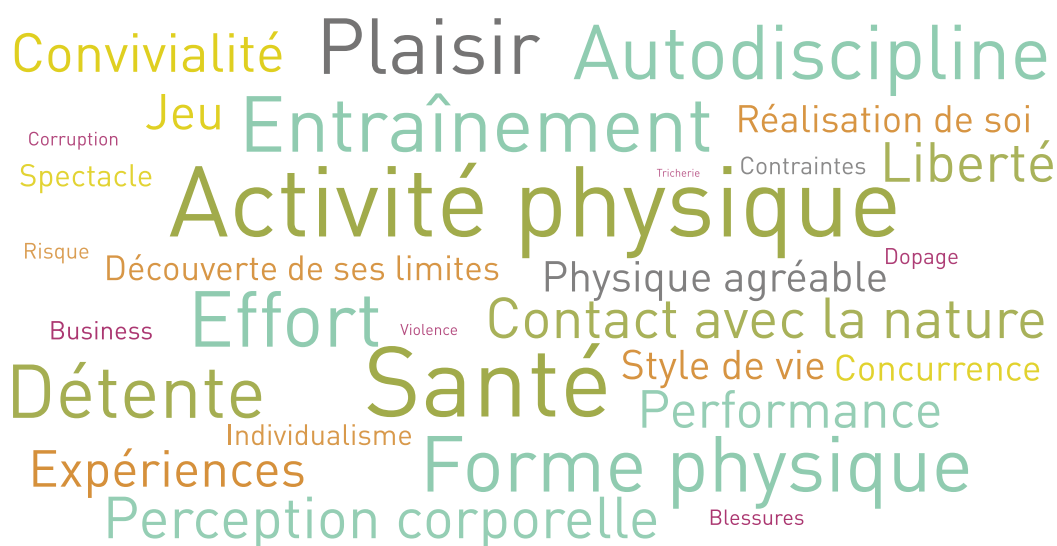 Convivialité Plaisir Autodiscipline
Jeu Entraînement Réalisation de soi
Corruption
Spectacle Activité physique Tricherie Contraintes Liberté
Risque Découverte de ses limites Physique agréable Dopage
Business Effort Violence Contact avec la nature
Détente Santé Style de vie Concurrence
Performance
Individualisme
Expériences Forme physique
Perception corporelle Blessures